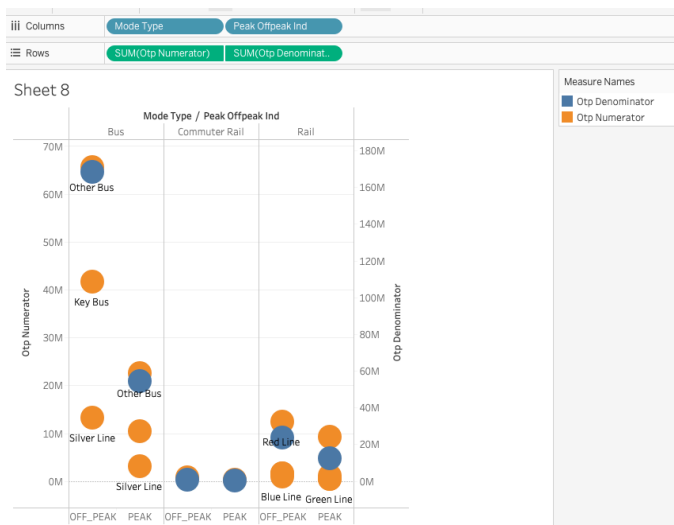 Columns Mode Type Peak Offpeak Ind
Rows SUM(Otp Numerator) SUM(Otp Denominat..
Sheet 8
Measure Names
Otp Denominator
Otp Numerator
Mode Type / Peak Offpeak Ind
Bus Commuter Rail Rail
70M
60M
50M
40M
30M
20M
10M
0M
Otp Numerator
Other Bus
Key Bus
Silver Line
Other Bus
Silver Line
Red Line
Blue Line
Green Line
180M
160M
140M
120M
100M
80M
60M
40M
20M
0M
Otp Denominator
OFF_PEAK PEAK OFF_PEAK PEAK OFF_PEAK PEAK